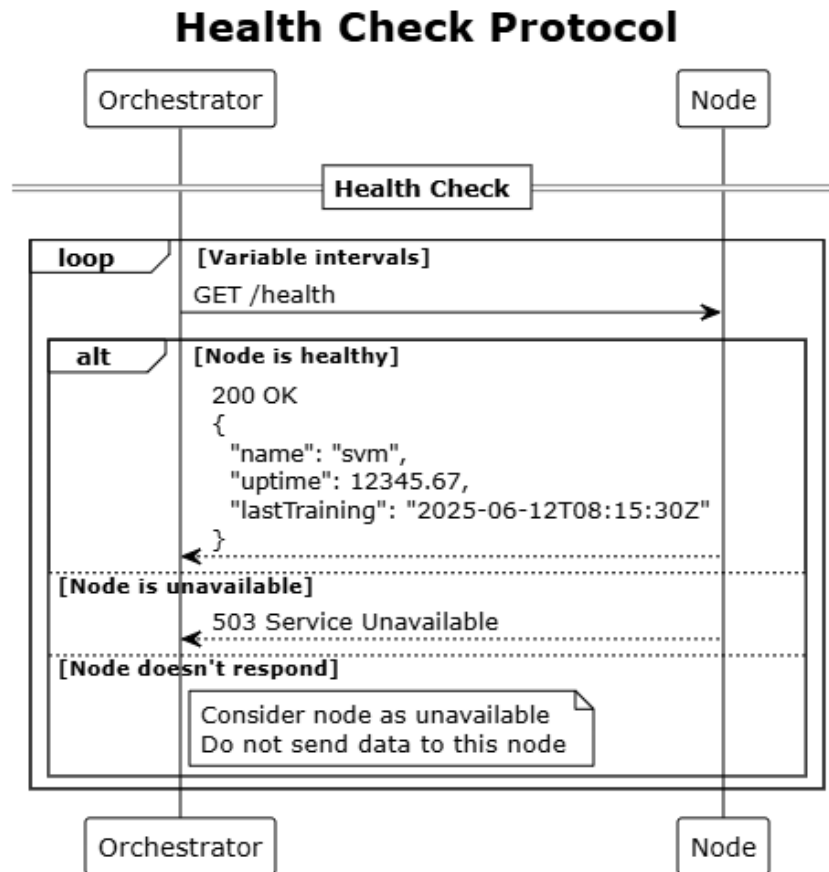 Health Check Protocol
Orchestrator
Node
Health Check
loop
[Variable intervals]
GET /health
alt
[Node is healthy]
200 OK
{
"name": "svm",
"uptime": 12345.67,
"lastTraining": "2025-06-12T08:15:30Z"
}
[Node is unavailable]
503 Service Unavailable
[Node doesn't respond]
Consider node as unavailable
Do not send data to this node
Orchestrator
Node